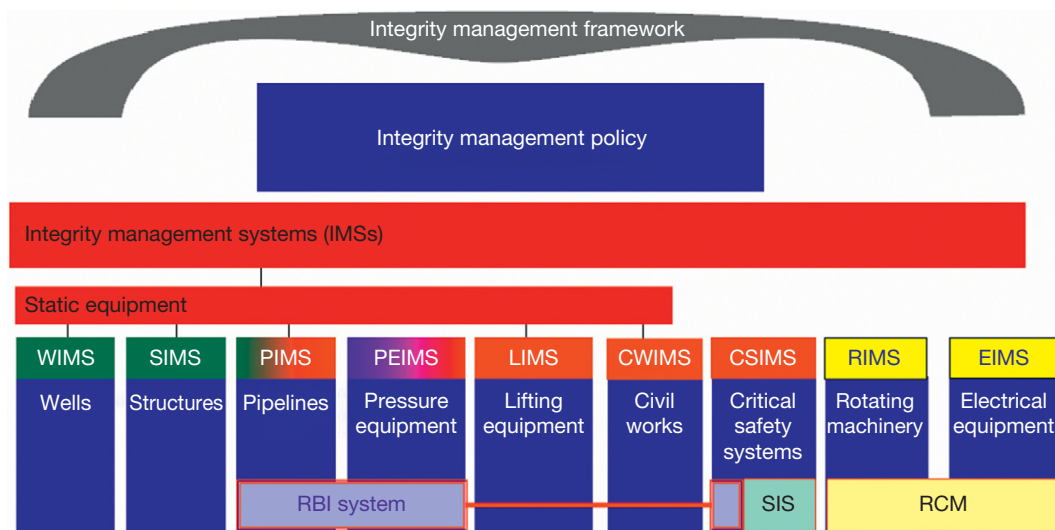 Integrity management framework
Integrity management policy
Integrity management systems (IMSs)
Static equipment
WIMS
SIMS
PIMS
PEIMS
LIMS
CWIMS
CSIMS
RIMS
EIMS
Wells
Structures
Pipelines
Pressure
equipment
Lifting
equipment
Civil
works
Critical
safety
systems
Rotating
machinery
Electrical
equipment
RBI system
SIS
RCM